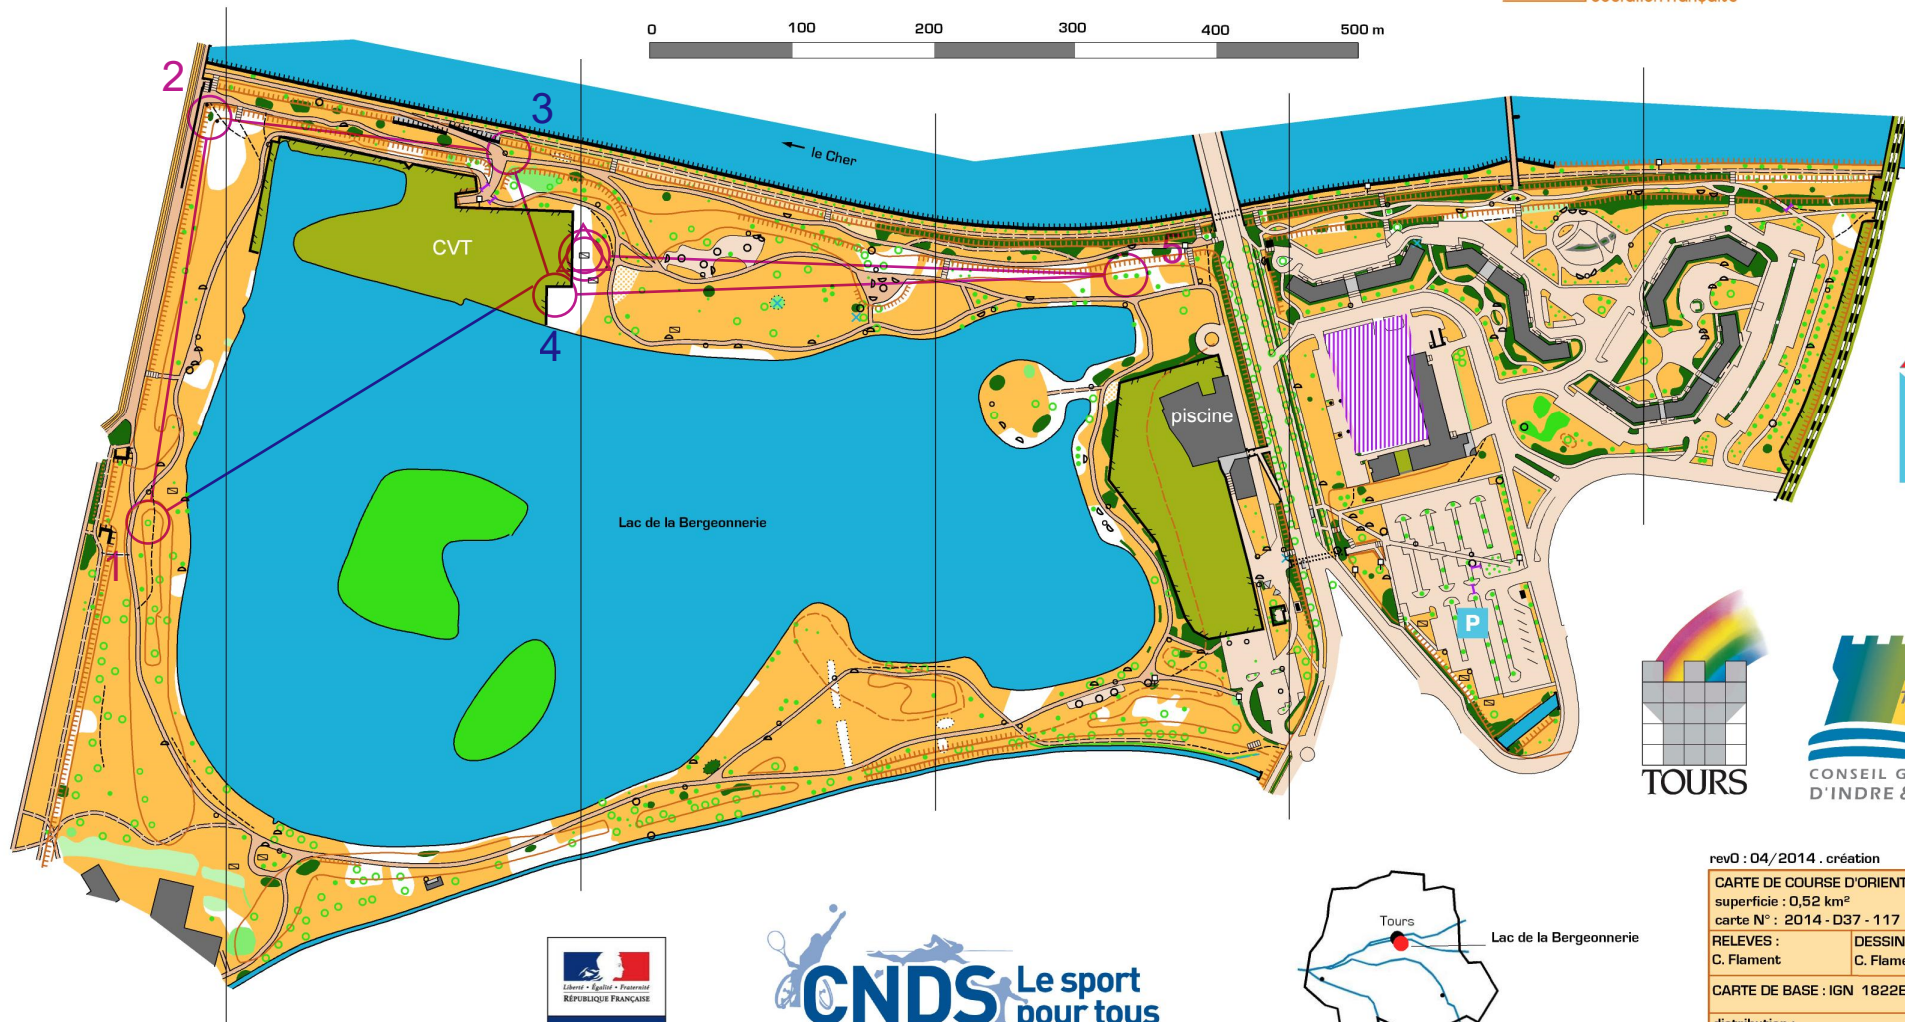 0 100 200 300 400 500 m
2
3
le Cher
5
CVT
4
piscine
Lac de la Bergeonnerie
1
P
TOURS
CONSEIL G
D'INDRE &
rev0 : 04/2014 . création
CARTE DE COURSE D'ORIENT
superficie : 0,52 km²
carte N° : 2014 - D37 - 117
RELEVES :
C. Flament
DESSIN
C. Flame
CARTE DE BASE : IGN 1822E
Tours
Lac de la Bergeonnerie
Liberté • Égalité • Fraternité
RÉPUBLIQUE FRANÇAISE
CNDS
Le sport
pour tous